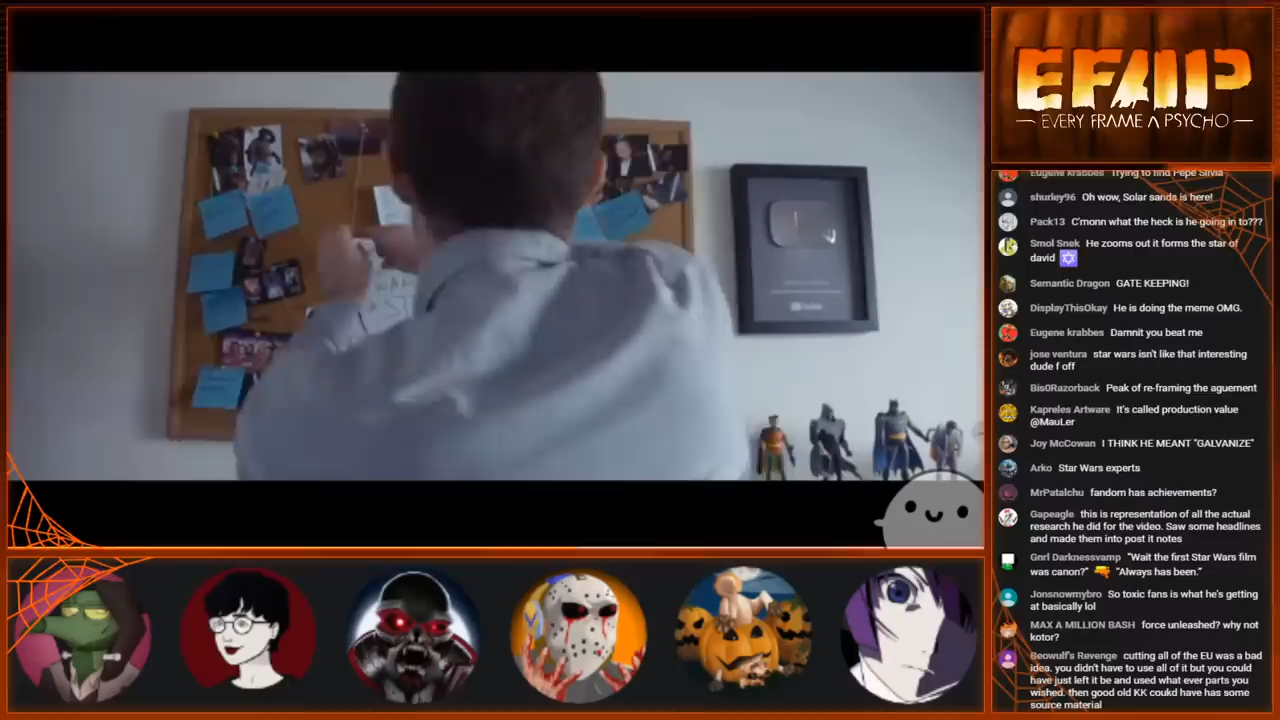 EFAP
EVERY FRAME A PSYCHO
Eugene krabbes Trying to find Pepe Silvia
shurley96 Oh wow, Solar sands is here!
Pack13 C'monn what the heck is he going in to???
Smol Snek He zooms out it forms the star of
david
Semantic Dragon GATE KEEPING!
DisplayThisOkay He is doing the meme OMG.
Eugene krabbes Damnit you beat me
jose ventura star wars isn't like that interesting
dude f off
Bis0Razorback Peak of re-framing the aguement
Kapreles Artware It's called production value
@MauLer
Joy McCowan I THINK HE MEANT "GALVANIZE"
Arko Star Wars experts
MrPatalchu fandom has achievements?
Gapeagle this is representation of all the actual
research he did for the video. Saw some headlines
and made them into post it notes
Gnrl Darknessvamp "Wait the first Star Wars film
was canon?" "Always has been."
Jonsnowmybro So toxic fans is what he's getting
at basically lol
MAX A MILLION BASH force unleashed? why not
kotor?
Beowulf's Revenge cutting all of the EU was a bad
idea. you didn't have to use all of it but you could
have just left it be and used what ever parts you
wished. then good old KK coukd have has some
source material